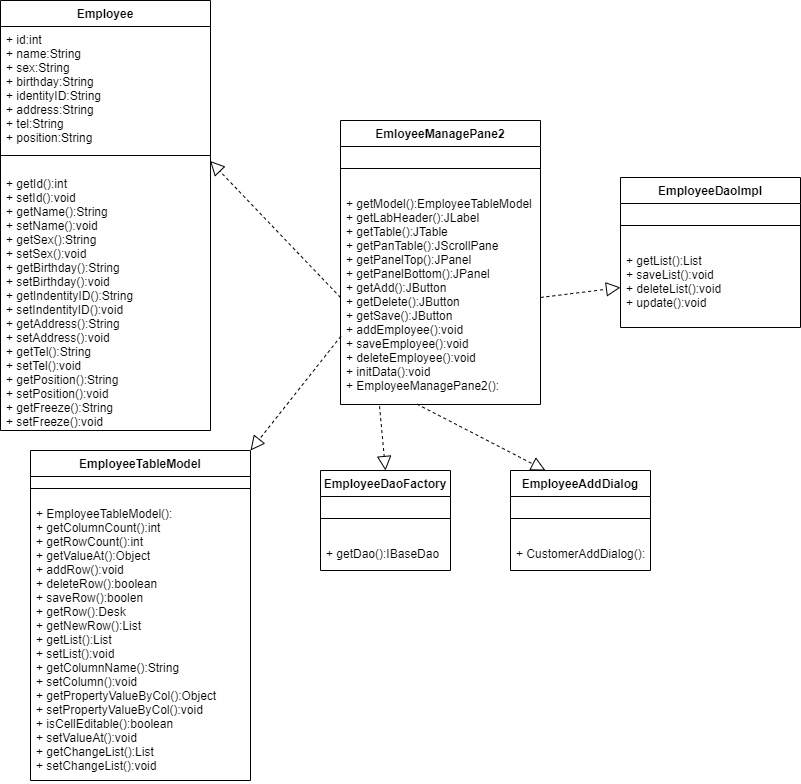 Employee
+ id:int
+ name:String
+ sex:String
+ birthday:String
+ identityID:String
+ address:String
+ tel:String
+ position:String
+ getId():int
+ setId():void
+ getName():String
+ setName():void
+ getSex():String
+ setSex():void
+ getBirthday():String
+ setBirthday():void
+ getIndentityID():String
+ setIndentityID():void
+ getAddress():String
+ setAddress():void
+ getTel():String
+ setTel():void
+ getPosition():String
+ setPosition():void
+ getFreeze():String
+ setFreeze():void
EmloyeeManagePane2
+ getModel():EmployeeTableModel
+ getLabHeader():JLabel
+ getTable():JTable
+ getPanTable():JScrollPane
+ getPanelTop():JPanel
+ getPanelBottom():JPanel
+ getAdd():JButton
+ getDelete():JButton
+ getSave():JButton
+ addEmployee():void
+ saveEmployee():void
+ deleteEmployee():void
+ initData():void
+ EmployeeManagePane2():
EmployeeDaoImpl
+ getList():List
+ saveList():void
+ deleteList():void
+ update():void
EmployeeTableModel
+ EmployeeTableModel():
+ getColumnCount():int
+ getRowCount():int
+ getValueAt():Object
+ addRow():void
+ deleteRow():boolean
+ saveRow():boolen
+ getRow():Desk
+ getNewRow():List
+ getList():List
+ setList():void
+ getColumnName():String
+ setColumn():void
+ getPropertyValueByCol():Object
+ setPropertyValueByCol():void
+ isCellEditable():boolean
+ setValueAt():void
+ getChangeList():List
+ setChangeList():void
EmployeeDaoFactory
+ getDao():IBaseDao
EmployeeAddDialog
+ CustomerAddDialog():